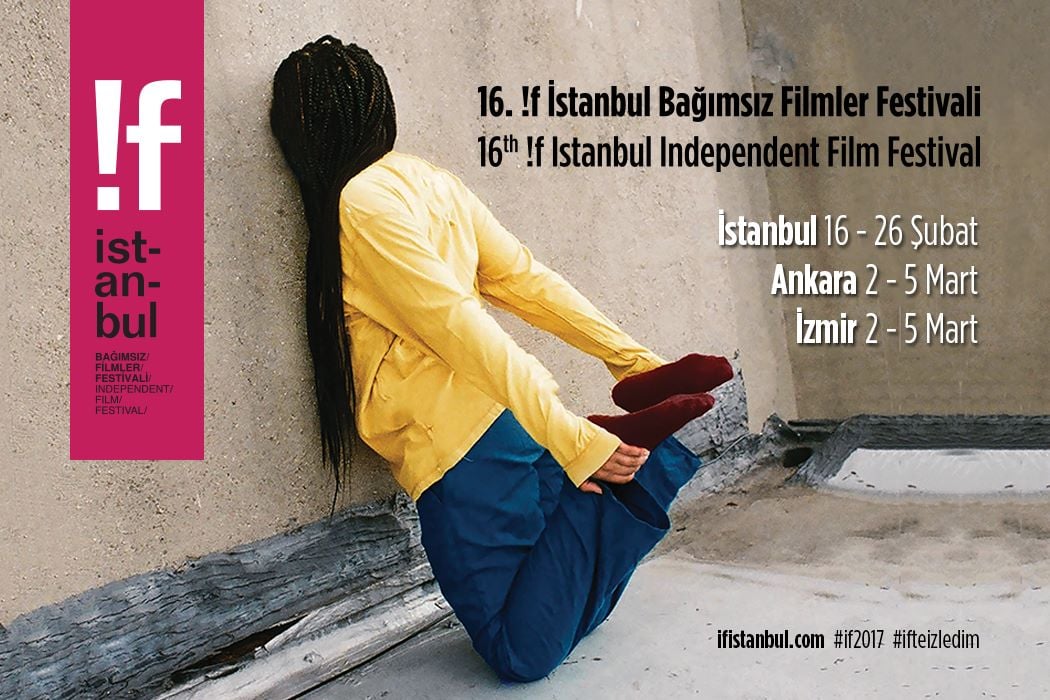 !f
ist-
an-
bul
BAĞIMSIZ/
FİLMLER/
FESTİVALİ/
INDEPENDENT/
FILM/
FESTIVAL/
16. !f İstanbul Bağımsız Filmler Festivali
16th !f Istanbul Independent Film Festival
İstanbul 16 - 26 Şubat
Ankara 2 - 5 Mart
İzmir 2 - 5 Mart
ifistanbul.com #if2017 #ifteizledim